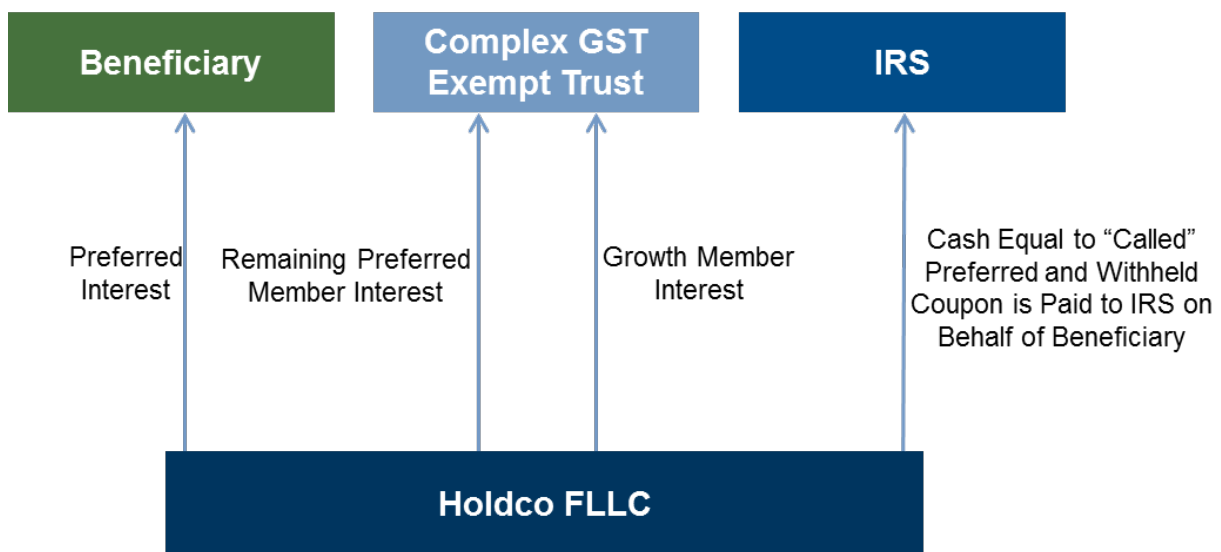 Beneficiary
Complex GST
Exempt Trust
IRS
Preferred
Interest
Remaining Preferred
Member Interest
Growth Member
Interest
Cash Equal to “Called”
Preferred and Withheld
Coupon is Paid to IRS on
Behalf of Beneficiary
Holdco FLLC